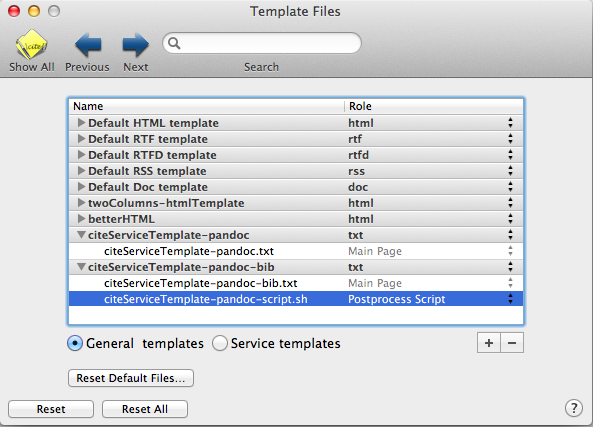 Template Files
\cite{
Show All Previous Next Search
Name Role
Default HTML template html
Default RTF template rtf
Default RTFD template rtfd
Default RSS template rss
Default Doc template doc
twoColumns-htmlTemplate html
betterHTML html
citeServiceTemplate-pandoc txt
citeServiceTemplate-pandoc.txt Main Page
citeServiceTemplate-pandoc-bib txt
citeServiceTemplate-pandoc-bib.txt Main Page
citeServiceTemplate-pandoc-script.sh Postprocess Script
General templates Service templates + −
Reset Default Files...
Reset Reset All ?